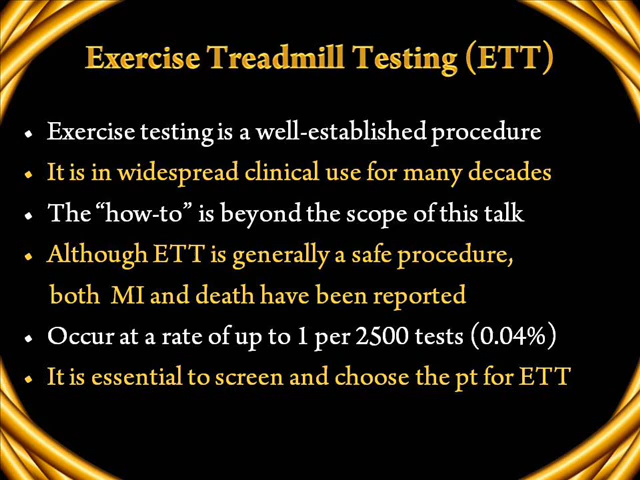 Exercise Treadmill Testing (ETT)
• Exercise testing is a well-established procedure
• It is in widespread clinical use for many decades
• The “how-to” is beyond the scope of this talk
• Although ETT is generally a safe procedure,
both MI and death have been reported
• Occur at a rate of up to 1 per 2500 tests (0.04%)
• It is essential to screen and choose the pt for ETT